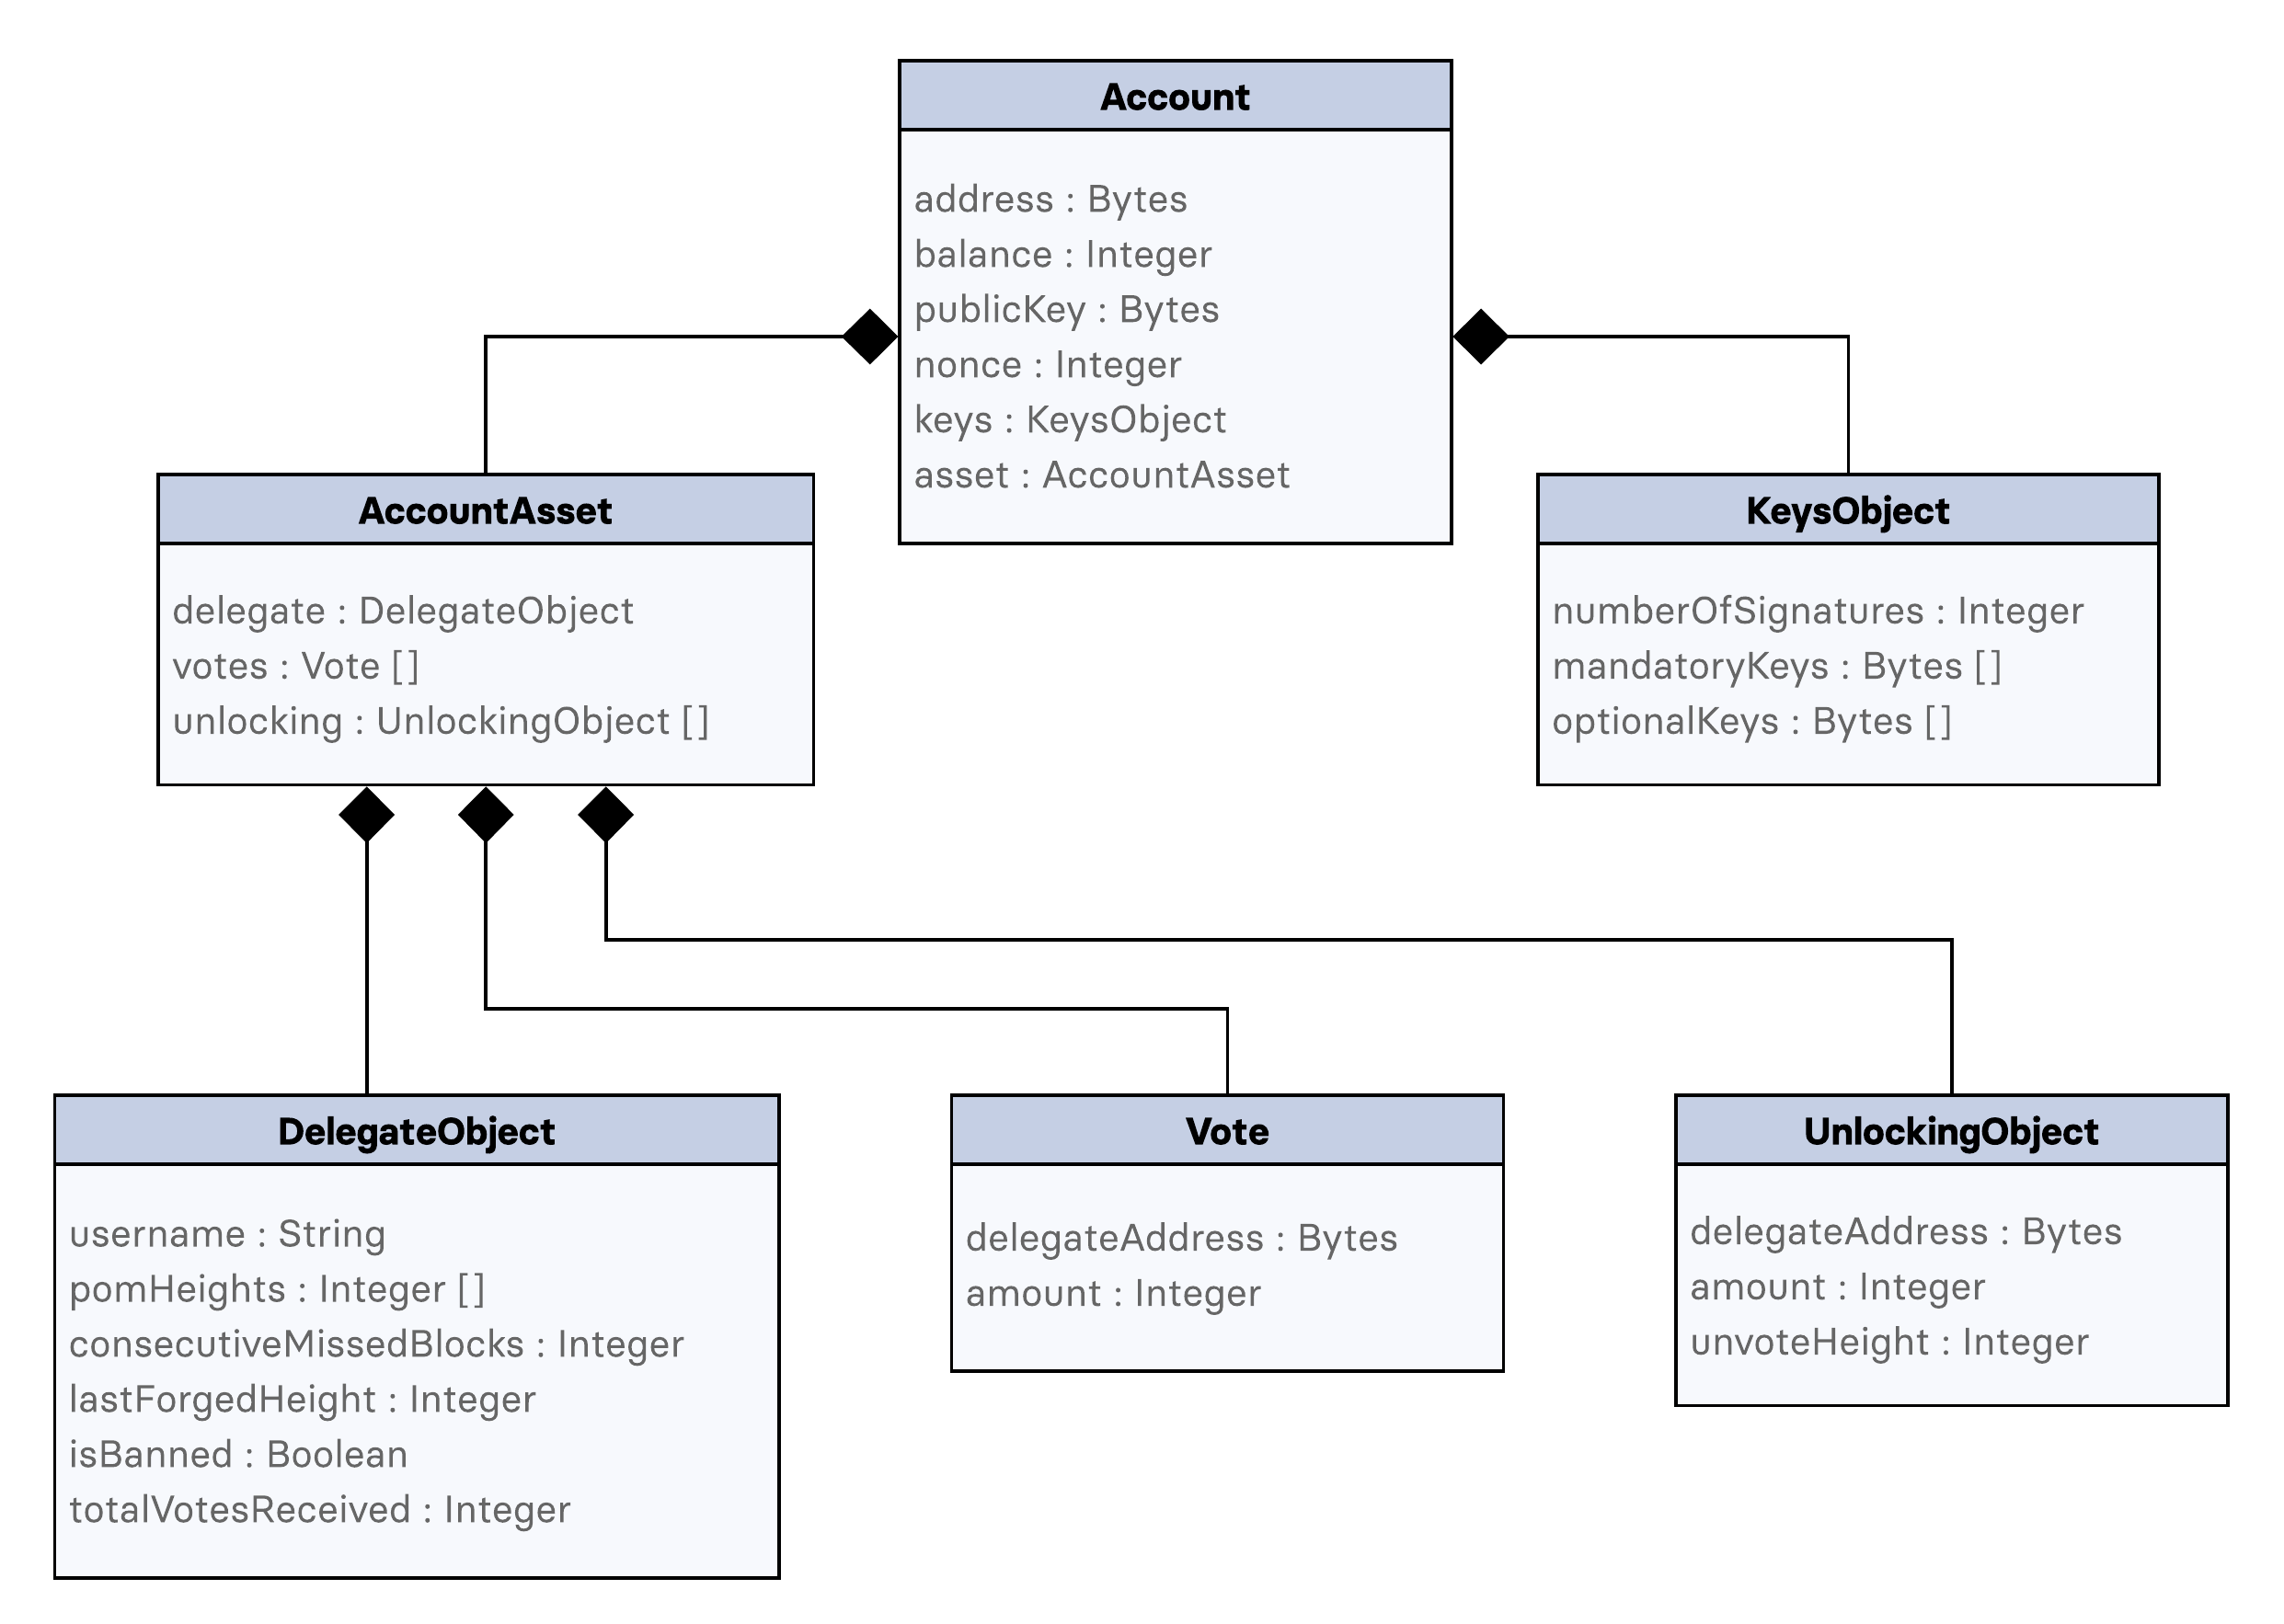 Account
address : Bytes
balance : Integer
publicKey : Bytes
nonce : Integer
keys : KeysObject
asset : AccountAsset
AccountAsset
delegate : DelegateObject
votes : Vote []
unlocking : UnlockingObject []
KeysObject
numberOfSignatures : Integer
mandatoryKeys : Bytes []
optionalKeys : Bytes []
DelegateObject
username : String
pomHeights : Integer []
consecutiveMissedBlocks : Integer
lastForgedHeight : Integer
isBanned : Boolean
totalVotesReceived : Integer
Vote
delegateAddress : Bytes
amount : Integer
UnlockingObject
delegateAddress : Bytes
amount : Integer
unvoteHeight : Integer